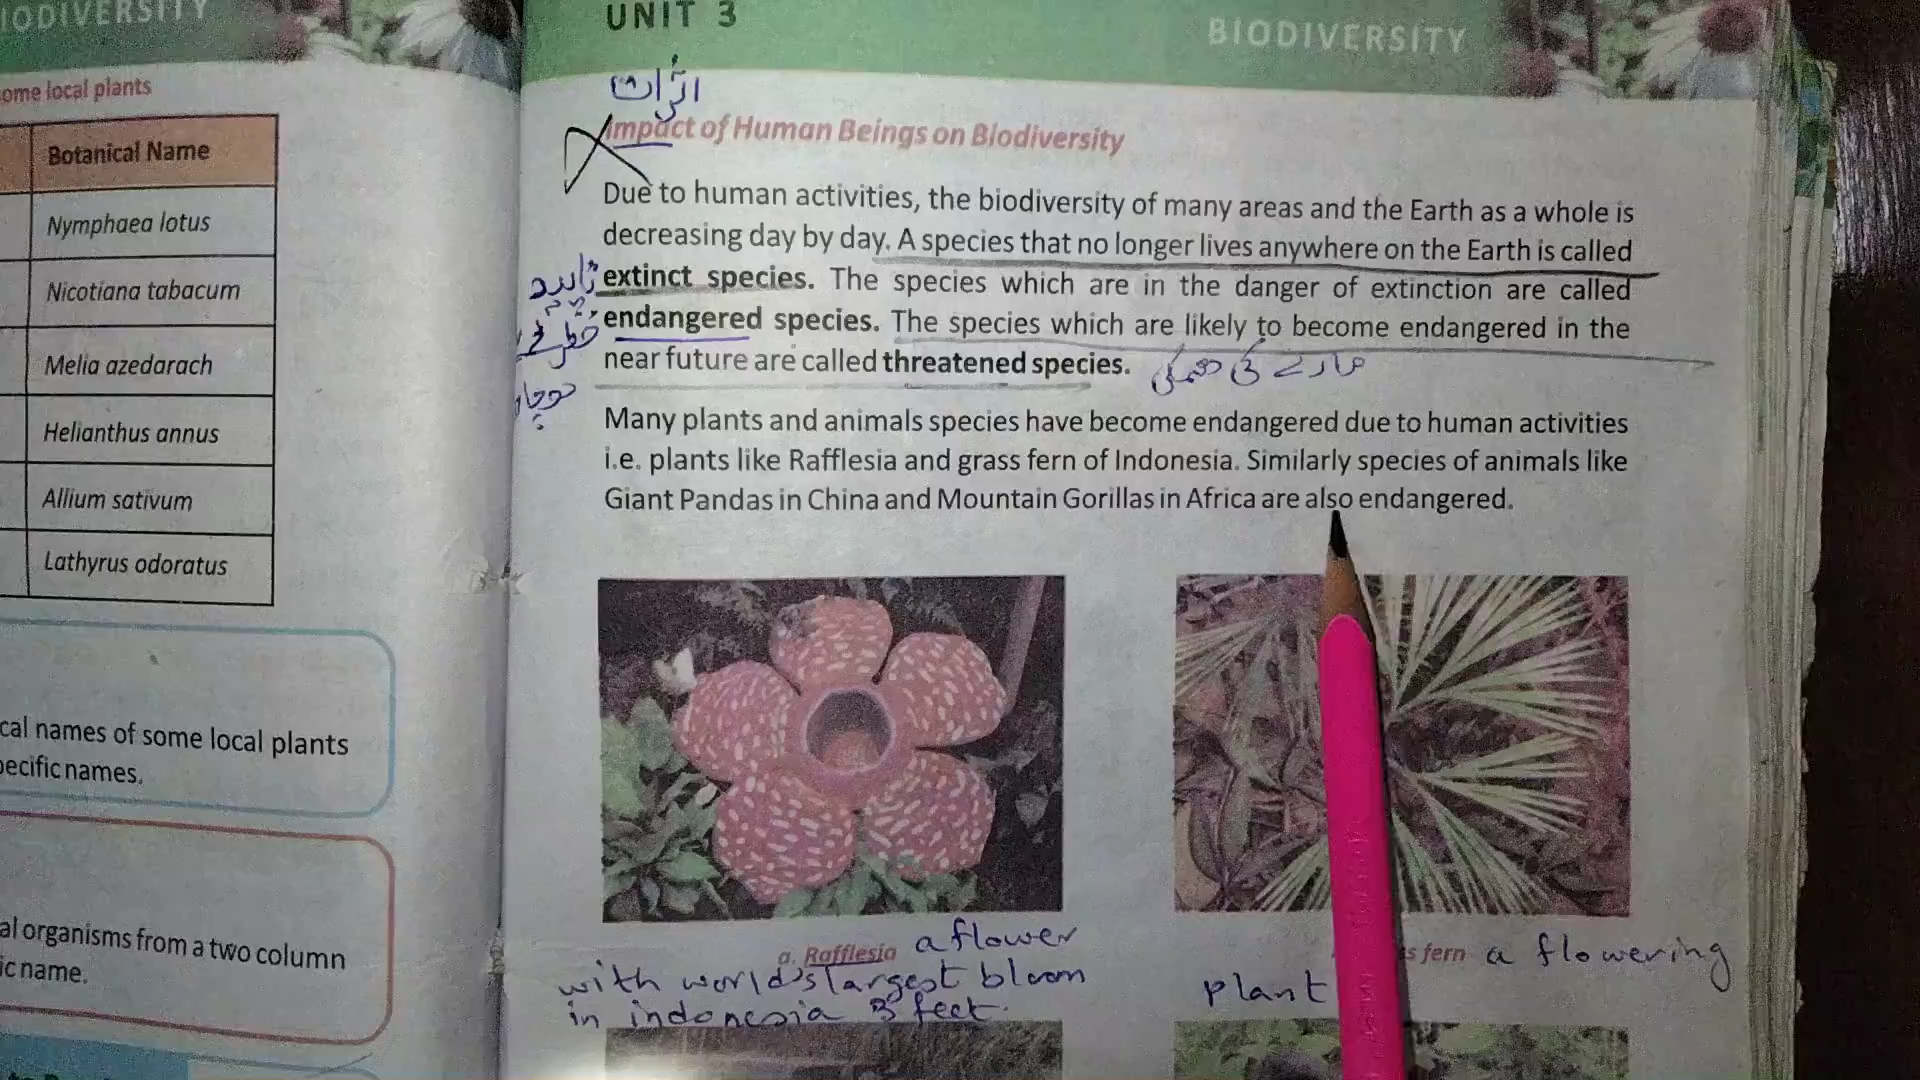 IODIVERSITY
ome local plants
Botanical Name
Nymphaea lotus
Nicotiana tabacum
Melia azedarach
Helianthus annus
Allium sativum
Lathyrus odoratus
cal names of some local plants
pecific names.
al organisms from a two column
ic name.
UNIT 3
BIODIVERSITY
اثرات
Impact of Human Beings on Biodiversity
Due to human activities, the biodiversity of many areas and the Earth as a whole is
decreasing day by day. A species that no longer lives anywhere on the Earth is called
ناپید extinct species. The species which are in the danger of extinction are called
endangered species. The species which are likely to become endangered in the
near future are called threatened species.
دوچار
Many plants and animals species have become endangered due to human activities
i.e. plants like Rafflesia and grass fern of Indonesia. Similarly species of animals like
Giant Pandas in China and Mountain Gorillas in Africa are also endangered.
a. Rafflesia a flower
with world's largest bloom
in indonesia 3 feet.
s fern a flowering
plant